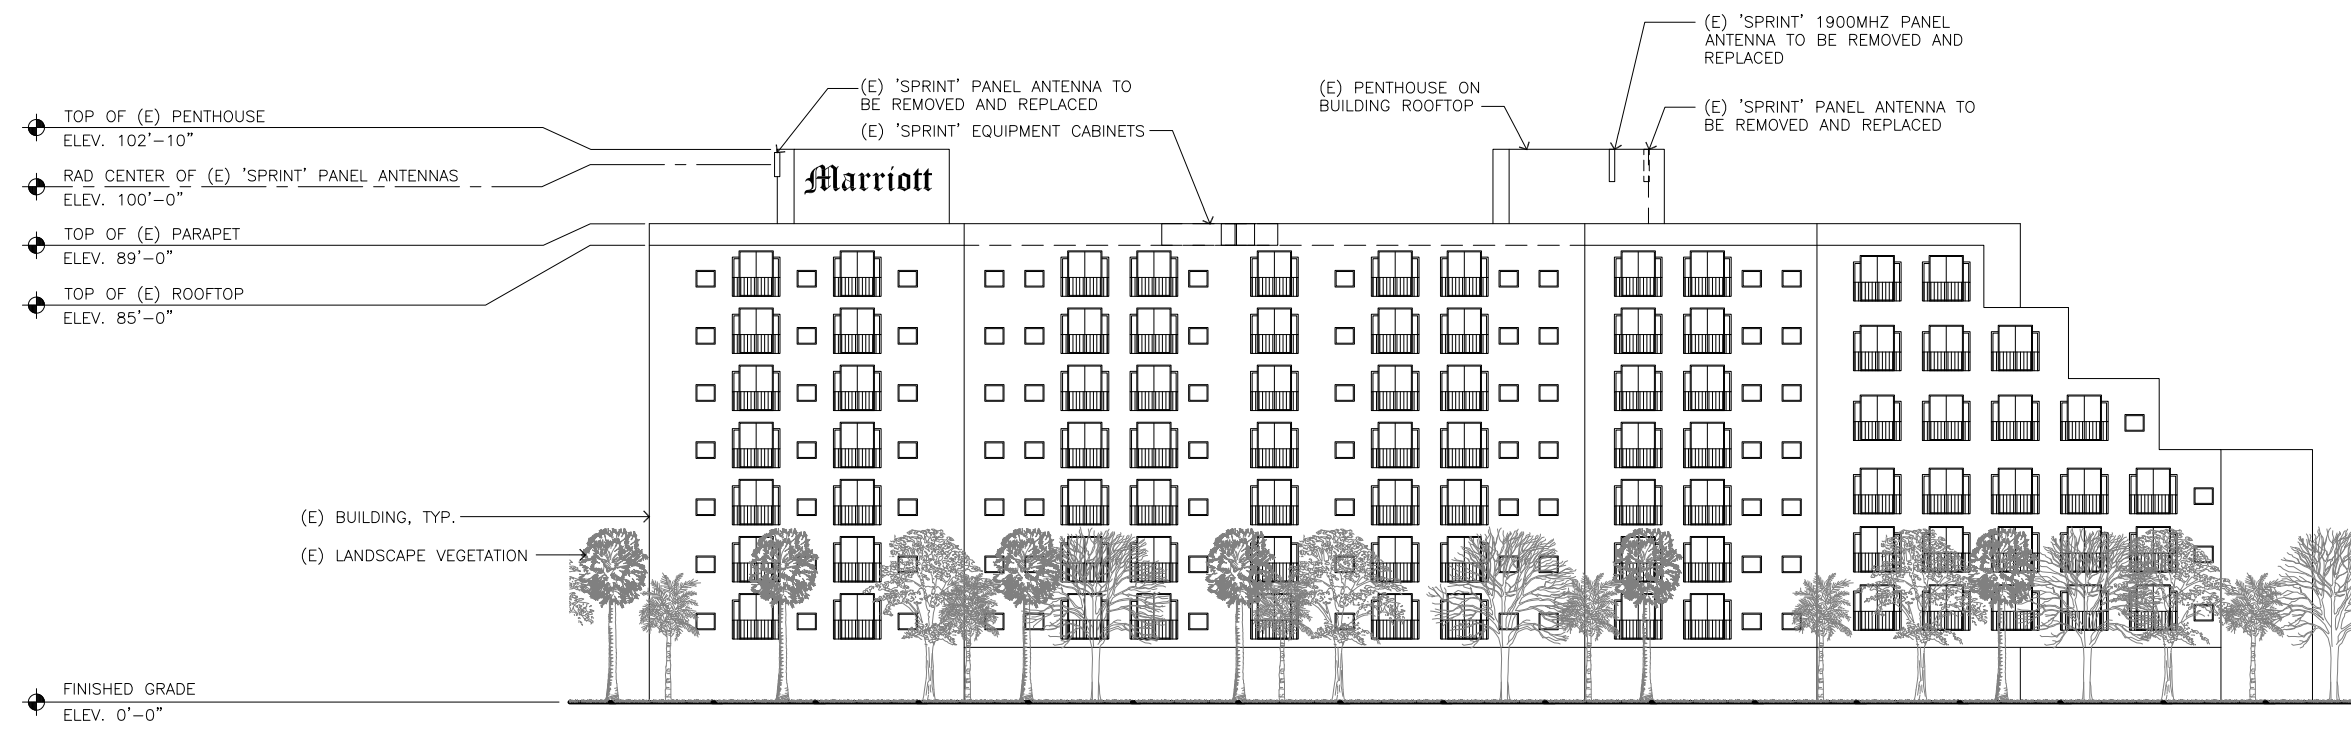 (E) 'SPRINT' 1900MHZ PANEL
ANTENNA TO BE REMOVED AND
REPLACED
(E) 'SPRINT' PANEL ANTENNA TO
BE REMOVED AND REPLACED
(E) 'SPRINT' EQUIPMENT CABINETS
(E) PENTHOUSE ON
BUILDING ROOFTOP
(E) 'SPRINT' PANEL ANTENNA TO
BE REMOVED AND REPLACED
TOP OF (E) PENTHOUSE
ELEV. 102'-10"
RAD CENTER OF (E) 'SPRINT' PANEL ANTENNAS
ELEV. 100'-0"
Marriott
TOP OF (E) PARAPET
ELEV. 89'-0"
TOP OF (E) ROOFTOP
ELEV. 85'-0"
(E) BUILDING, TYP.
(E) LANDSCAPE VEGETATION
FINISHED GRADE
ELEV. 0'-0"